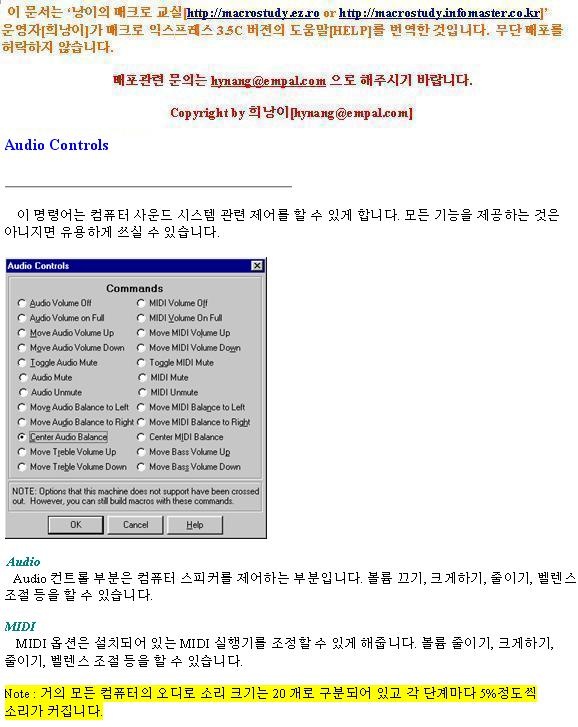 이 문서는 ‘낭이의 매크로 교실[http://macrostudy.ez.ro or http://macrostudy.infomaster.co.kr]’
운영자[희낭이]가 매크로 익스프레스 3.5C 버젼의 도움말[HELP]를 번역한 것입니다. 무단 배포를
허락하지 않습니다.
배포관련 문의는 hynang@empal.com 으로 해주시기 바랍니다.
Copyright by 희낭이[hynang@empal.com]
Audio Controls
이 명령어는 컴퓨터 사운드 시스템 관련 제어를 할 수 있게 합니다. 모든 기능을 제공하는 것은
아니지면 유용하게 쓰실 수 있습니다.
Audio Controls
Commands
Audio Volume Off
MIDI Volume Off
Audio Volume on Full
MIDI Volume On Full
Move Audio Volume Up
Move MIDI Volume Up
Move Audio Volume Down
Move MIDI Volume Down
Toggle Audio Mute
Toggle MIDI Mute
Audio Mute
MIDI Mute
Audio Unmute
MIDI Unmute
Move Audio Balance to Left
Move MIDI Balance to Left
Move Audio Balance to Right
Move MIDI Balance to Right
Center Audio Balance
Center MIDI Balance
Move Treble Volume Up
Move Bass Volume Up
Move Treble Volume Down
Move Bass Volume Down
NOTE: Options that this machine does not support have been crossed
out. However, you can still build macros with these commands.
OK
Cancel
Help
Audio
Audio 컨트롤 부분은 컴퓨터 스피커를 제어하는 부분입니다. 볼륨 끄기, 크게하기, 줄이기, 벨렌스
조절 등을 할 수 있습니다.
MIDI
MIDI 옵션은 설치되어 있는 MIDI 실행기를 조정할 수 있게 해줍니다. 볼륨 줄이기, 크게하기,
줄이기, 벨렌스 조절 등을 할 수 있습니다.
Note : 거의 모든 컴퓨터의 오디로 소리 크기는 20 개로 구분되어 있고 각 단계마다 5%정도씩
소리가 커집니다.